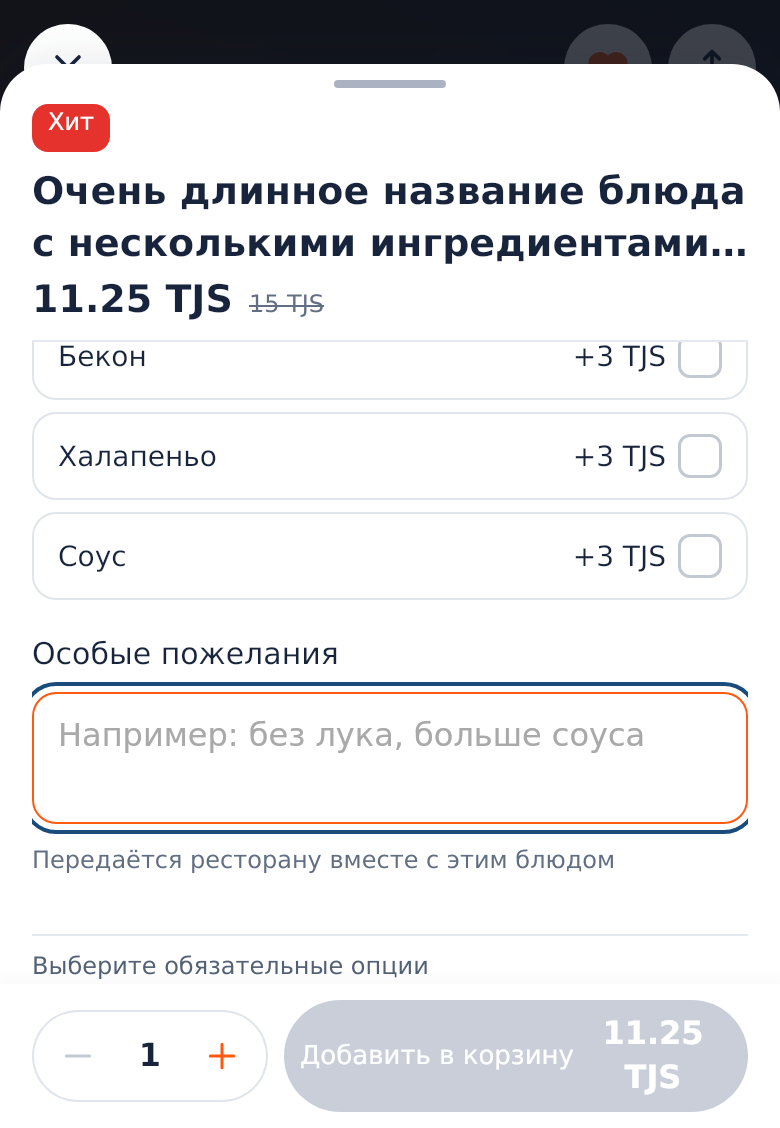 Хит
Очень длинное название блюда
с несколькими ингредиентами…
11.25 TJS 15 TJS
Бекон +3 TJS
Халапеньо +3 TJS
Соус +3 TJS
Особые пожелания
Например: без лука, больше соуса
Передаётся ресторану вместе с этим блюдом
Выберите обязательные опции
1
Добавить в корзину
11.25
TJS